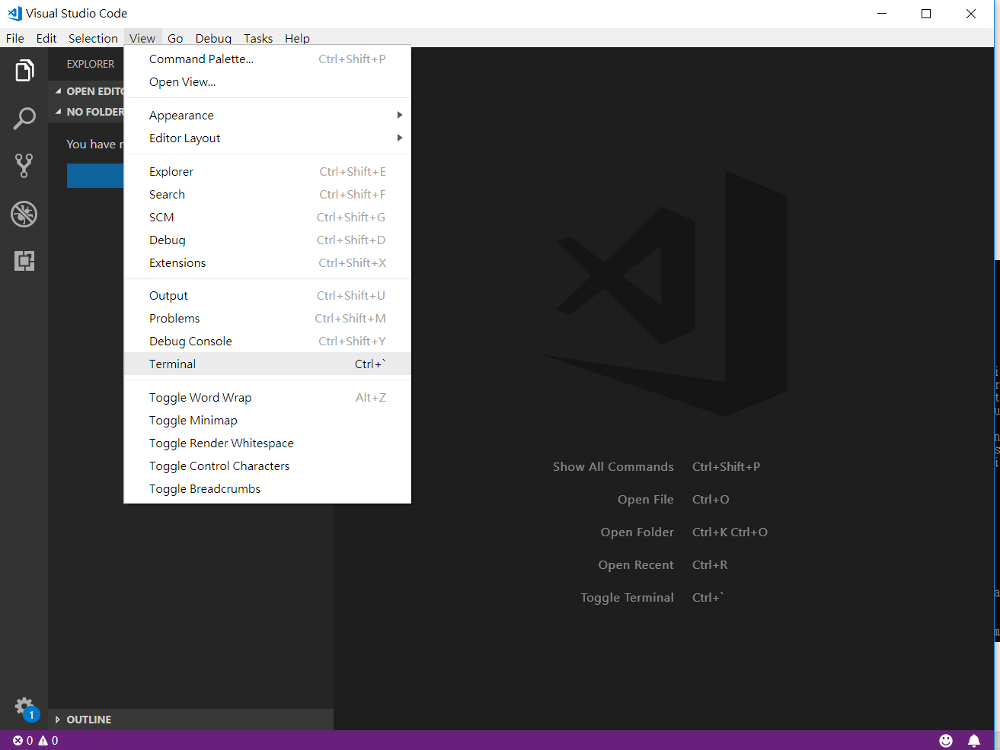 Visual Studio Code
File Edit Selection View Go Debug Tasks Help
EXPLORER
OPEN EDITO
NO FOLDER
You have
Command Palette... Ctrl+Shift+P
Open View...
Appearance
Editor Layout
Explorer Ctrl+Shift+E
Search Ctrl+Shift+F
SCM Ctrl+Shift+G
Debug Ctrl+Shift+D
Extensions Ctrl+Shift+X
Output Ctrl+Shift+U
Problems Ctrl+Shift+M
Debug Console Ctrl+Shift+Y
Terminal Ctrl+`
Toggle Word Wrap Alt+Z
Toggle Minimap
Toggle Render Whitespace
Toggle Control Characters
Toggle Breadcrumbs
Show All Commands Ctrl+Shift+P
Open File Ctrl+O
Open Folder Ctrl+K Ctrl+O
Open Recent Ctrl+R
Toggle Terminal Ctrl+`
1
OUTLINE
0 0